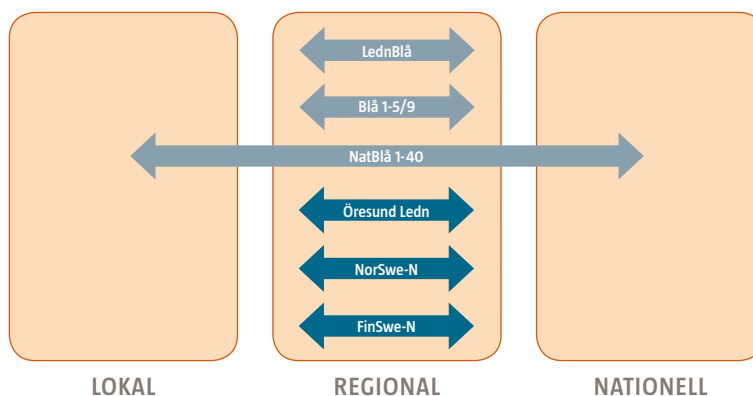 LednBlå
Blå 1-5/9
NatBlå 1-40
Öresund Ledn
NorSwe-N
FinSwe-N
LOKAL
REGIONAL
NATIONELL